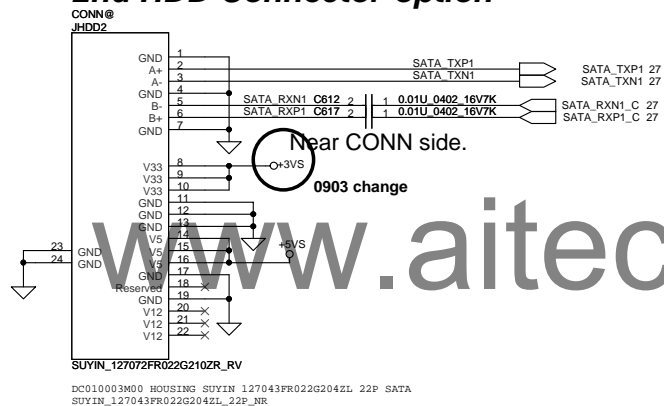 2nd HDD Connector option
CONN@
JHDD2
GND 1
A+ 2 SATA_TXP1 SATA_TXP1 27
A- 3 SATA_TXN1 SATA_TXN1 27
GND 4
B- 5 SATA_RXN1 C612 2 1 0.01U_0402_16V7K SATA_RXN1_C 27
B+ 6 SATA_RXP1 C617 2 1 0.01U_0402_16V7K SATA_RXP1_C 27
GND 7
Near CONN side.
V33 8
V33 9 +3VS
V33 10
0903 change
GND 11
GND 12
GND 13
V5 14
V5 15 +5VS
V5 16
GND 17
Reserved 18
GND 19
V12 20
V12 21
V12 22
23 GND
24 GND
www.aitec
SUYIN_127072FR022G210ZR_RV
DC010003M00 HOUSING SUYIN 127043FR022G204ZL 22P SATA
SUYIN_127043FR022G204ZL_22P_NR